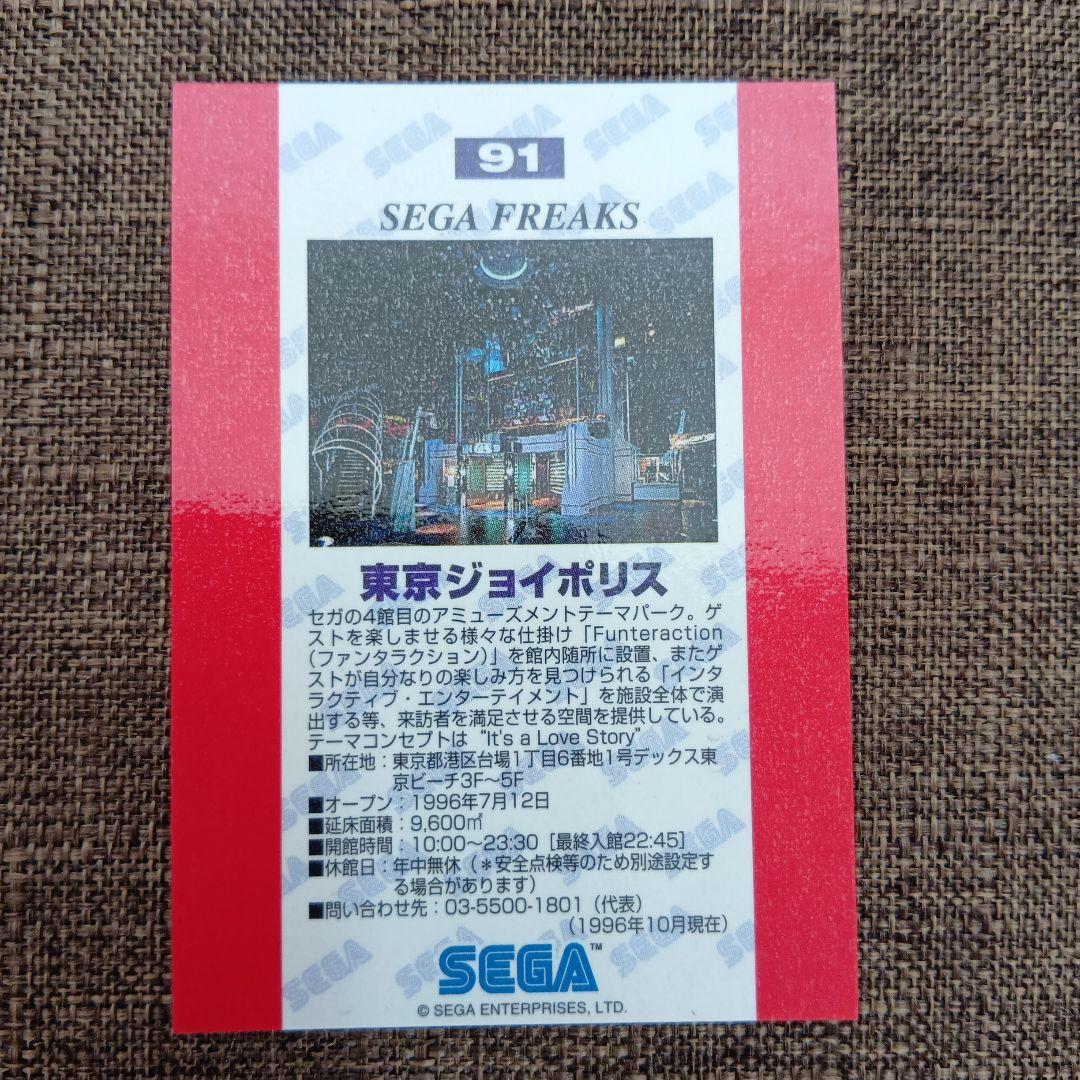 91
SEGA FREAKS
東京ジョイポリス
セガの4館目のアミューズメントテーマパーク。ゲ
ストを楽しませる様々な仕掛け「Funteraction
（ファンタラクション）」を館内随所に設置、またゲ
ストが自分なりの楽しみ方を見つけられる「インタ
ラクティブ・エンターテイメント」を施設全体で演
出する等、来訪者を満足させる空間を提供している。
テーマコンセプトは“It's a Love Story”
■所在地：東京都港区台場1丁目6番地1号デックス東
京ビーチ3F～5F
■オープン：1996年7月12日
■延床面積：9,600㎡
■開館時間：10:00～23:30［最終入館22:45］
■休館日：年中無休（＊安全点検等のため別途設定す
る場合があります）
■問い合わせ先：03-5500-1801（代表）
（1996年10月現在）
SEGA™
© SEGA ENTERPRISES, LTD.